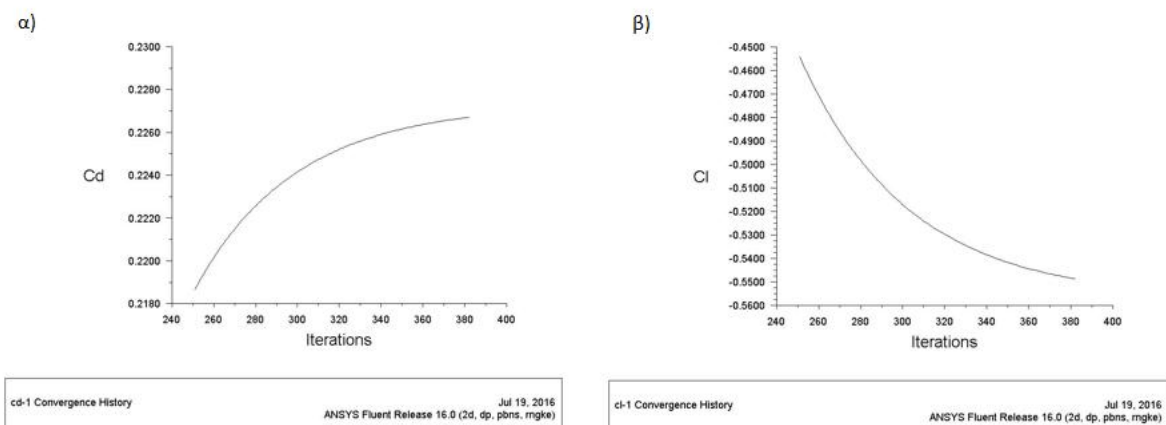 α)
0.2300
0.2280
0.2260
0.2240
Cd
0.2220
0.2200
0.2180
240 260 280 300 320 340 360 380 400
Iterations
cd-1 Convergence History
Jul 19, 2016
ANSYS Fluent Release 16.0 (2d, dp, pbns, rngke)
β)
-0.4500
-0.4600
-0.4700
-0.4800
-0.4900
-0.5000
Cl
-0.5100
-0.5200
-0.5300
-0.5400
-0.5500
-0.5600
240 260 280 300 320 340 360 380 400
Iterations
cl-1 Convergence History
Jul 19, 2016
ANSYS Fluent Release 16.0 (2d, dp, pbns, rngke)